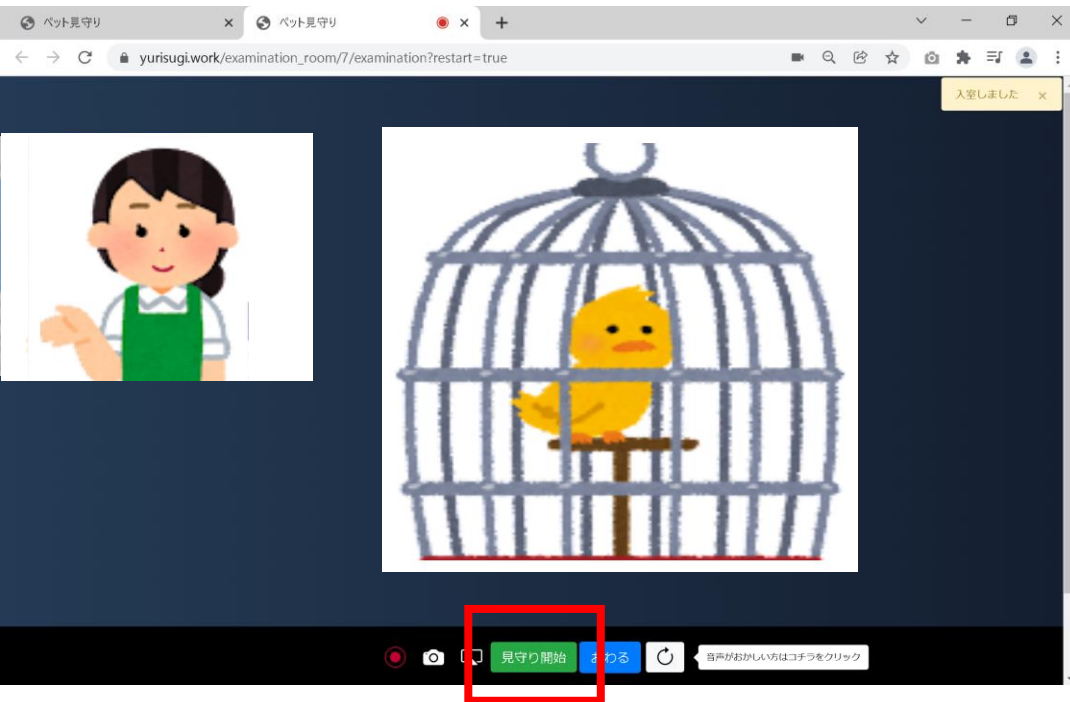 ペット見守り
ペット見守り
yurisugi.work/examination_room/7/examination?restart=true
入室しました
見守り開始
おわる
音声がおかしい方はコチラをクリック